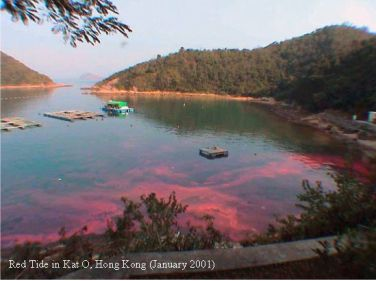 Red Tide in Kat O, Hong Kong (January 2001)